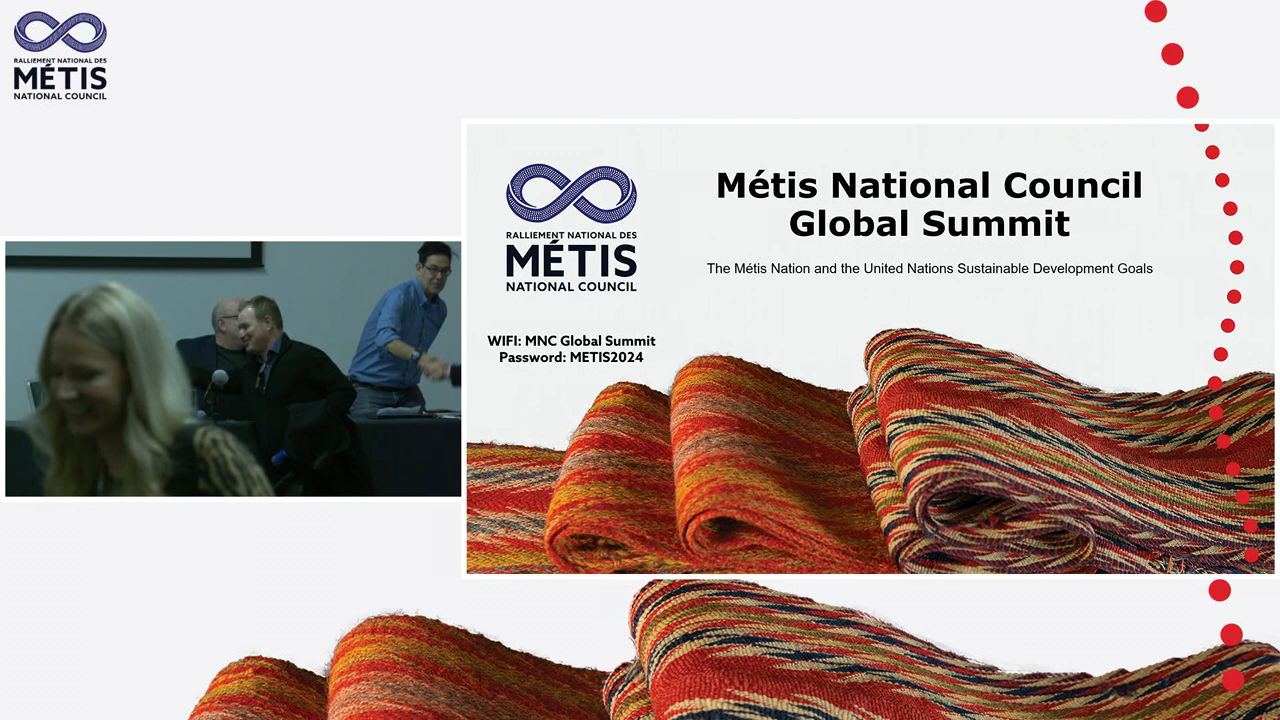 RALLIEMENT NATIONAL DES
MÉTIS
NATIONAL COUNCIL
Métis National Council
Global Summit
The Métis Nation and the United Nations Sustainable Development Goals
RALLIEMENT NATIONAL DES
MÉTIS
NATIONAL COUNCIL
WIFI: MNC Global Summit
Password: METIS2024